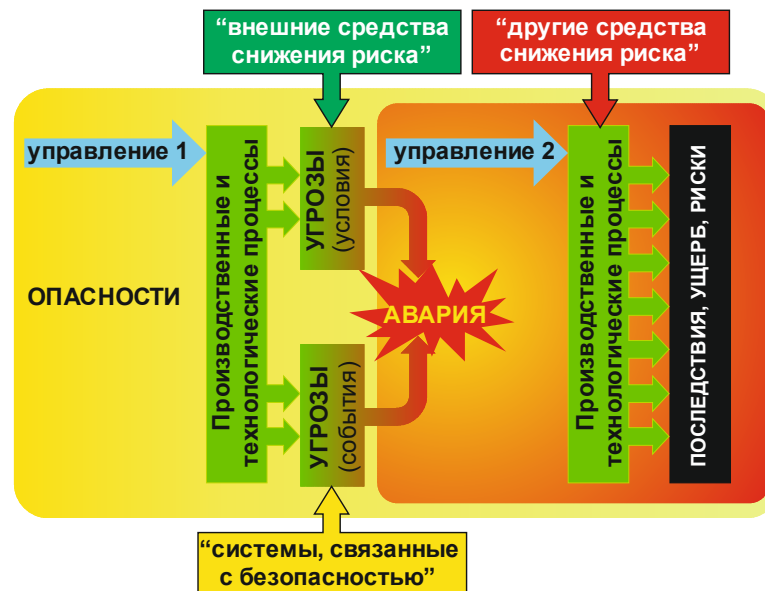 “внешние средства
снижения риска”
“другие средства
снижения риска”
управление 1
Производственные и
технологические процессы
УГРОЗЫ
(условия)
управление 2
Производственные и
технологические процессы
ПОСЛЕДСТВИЯ, УЩЕРБ, РИСКИ
ОПАСНОСТИ
АВАРИЯ
УГРОЗЫ
(события)
“системы, связанные
с безопасностью”